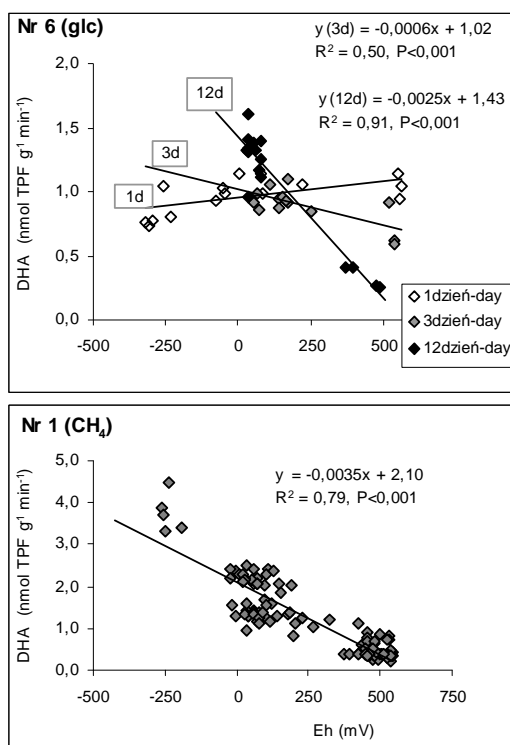 Nr 6 (glc)
y (3d) = -0,0006x + 1,02
R² = 0,50, P<0,001
y (12d) = -0,0025x + 1,43
R² = 0,91, P<0,001
DHA (nmol TPF g⁻¹ min⁻¹)
2,0
1,5
1,0
0,5
0,0
12d
3d
1d
-500
-250
0
250
500
1dzień-day
3dzień-day
12dzień-day
Nr 1 (CH₄)
y = -0,0035x + 2,10
R² = 0,79, P<0,001
DHA (nmol TPF g⁻¹ min⁻¹)
5,0
4,0
3,0
2,0
1,0
0,0
-500
-250
0
250
500
750
Eh (mV)